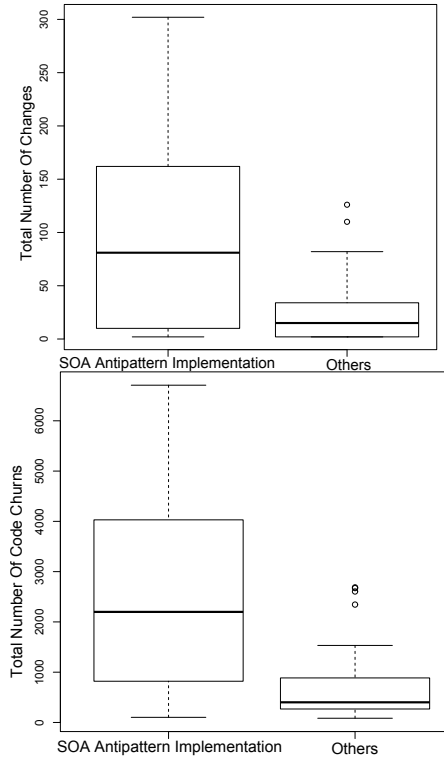 Total Number Of Changes
300
250
200
150
100
50
0
SOA Antipattern Implementation
Others
Total Number Of Code Churns
6000
5000
4000
3000
2000
1000
0
SOA Antipattern Implementation
Others